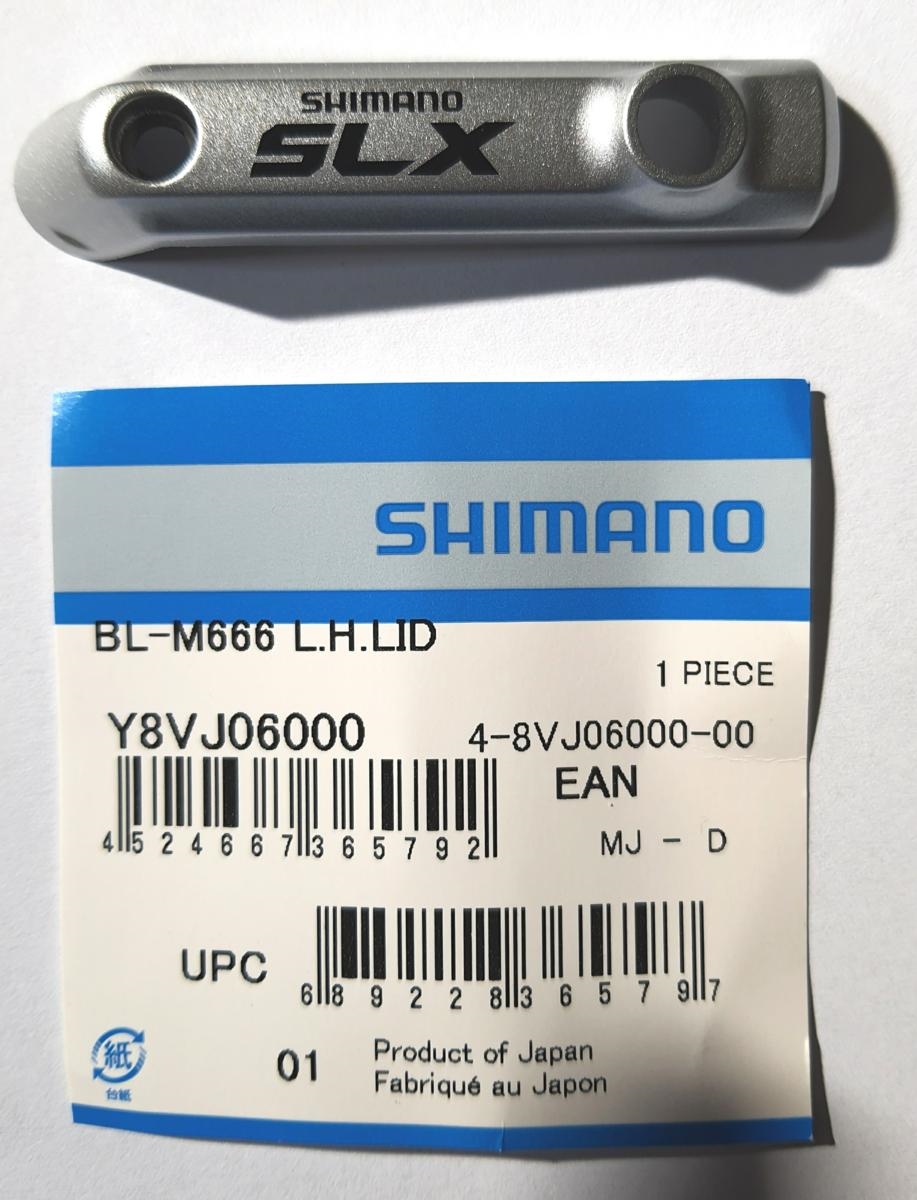 SHIMANO
SLX
SHIMANO
BL-M666 L.H.LID
1 PIECE
Y8VJ06000
4-8VJ06000-00
EAN
4 524667 365792
MJ - D
UPC
6 89228 36579 7
紙
台紙
01
Product of Japan
Fabriqué au Japon